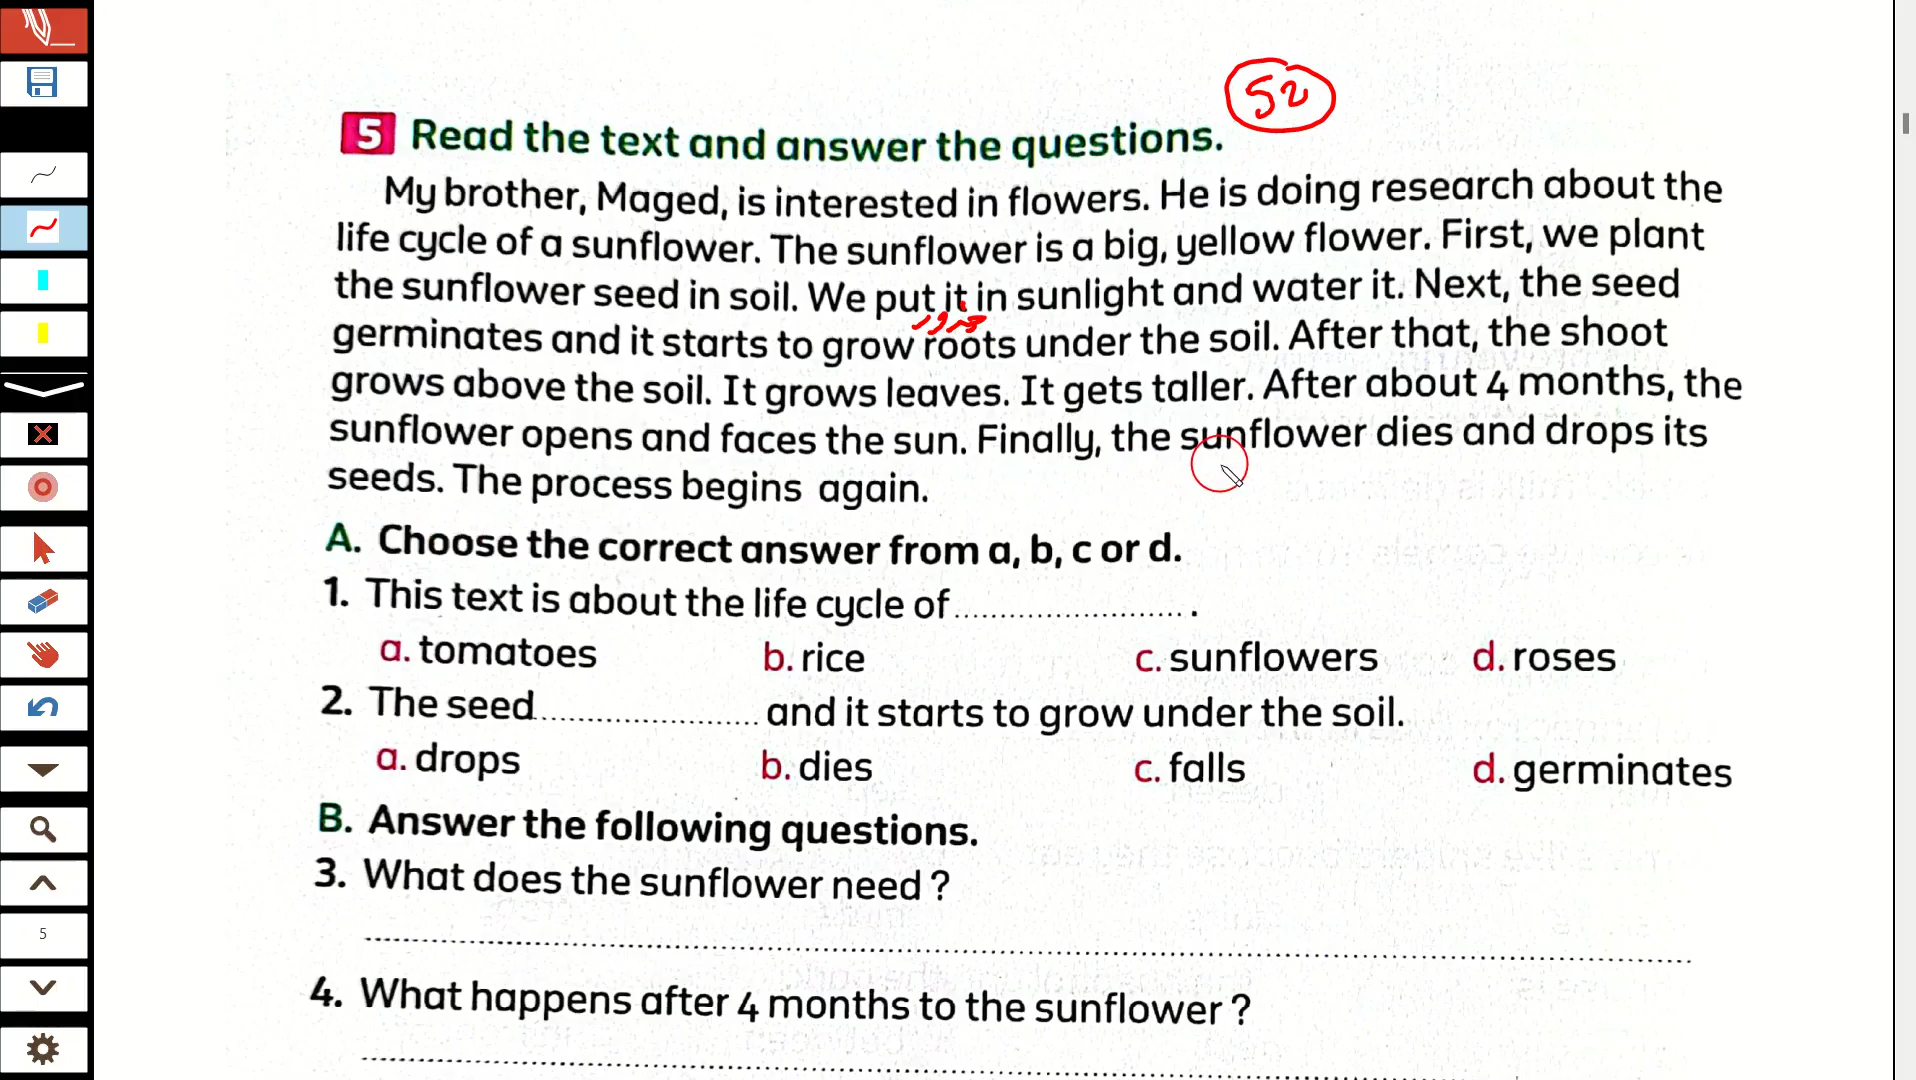 52
5 Read the text and answer the questions.
My brother, Maged, is interested in flowers. He is doing research about the
life cycle of a sunflower. The sunflower is a big, yellow flower. First, we plant
the sunflower seed in soil. We put it in sunlight and water it. Next, the seed
جذور
germinates and it starts to grow roots under the soil. After that, the shoot
grows above the soil. It grows leaves. It gets taller. After about 4 months, the
sunflower opens and faces the sun. Finally, the sunflower dies and drops its
seeds. The process begins again.
A. Choose the correct answer from a, b, c or d.
1. This text is about the life cycle of ........................ .
a. tomatoes b. rice c. sunflowers d. roses
2. The seed ........................ and it starts to grow under the soil.
a. drops b. dies c. falls d. germinates
B. Answer the following questions.
3. What does the sunflower need ?
4. What happens after 4 months to the sunflower ?
5